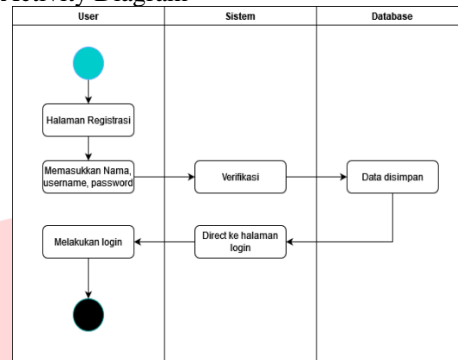 Activity Diagram
User
Sistem
Database
Halaman Registrasi
Memasukkan Nama,
username, password
Verifikasi
Data disimpan
Melakukan login
Direct ke halaman
login